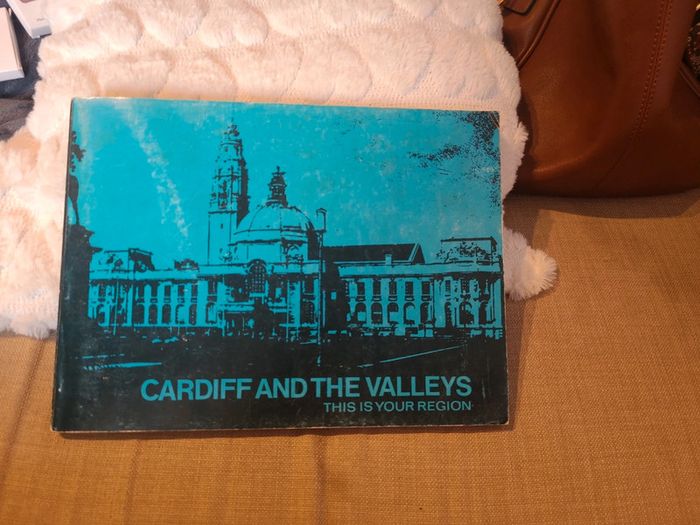 CARDIFF AND THE VALLEYS
THIS IS YOUR REGION